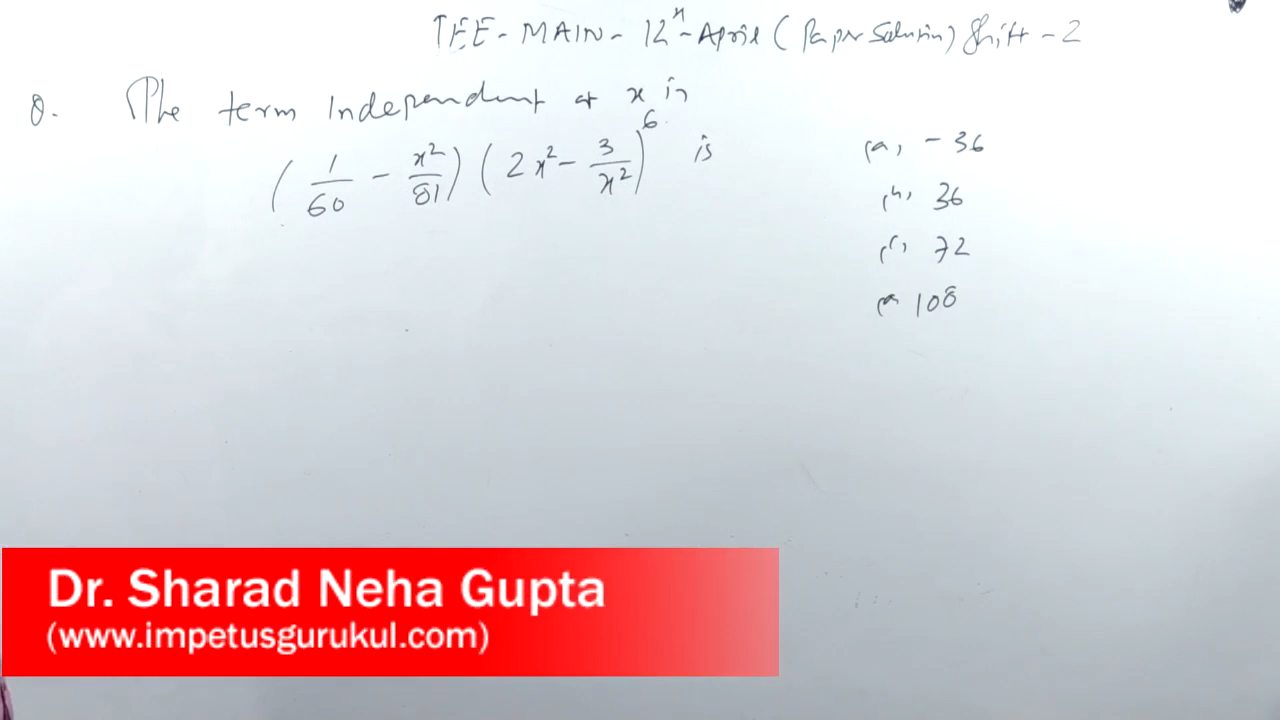 JEE-MAIN-12th-April (Paper Solution) Shift-2
Q. The term Independent of x in
(1/60 - x²/81) (2x² - 3/x²)⁶ is
(a) -36
(b) 36
(c) 72
(d) 108
Dr. Sharad Neha Gupta
(www.impetusgurukul.com)